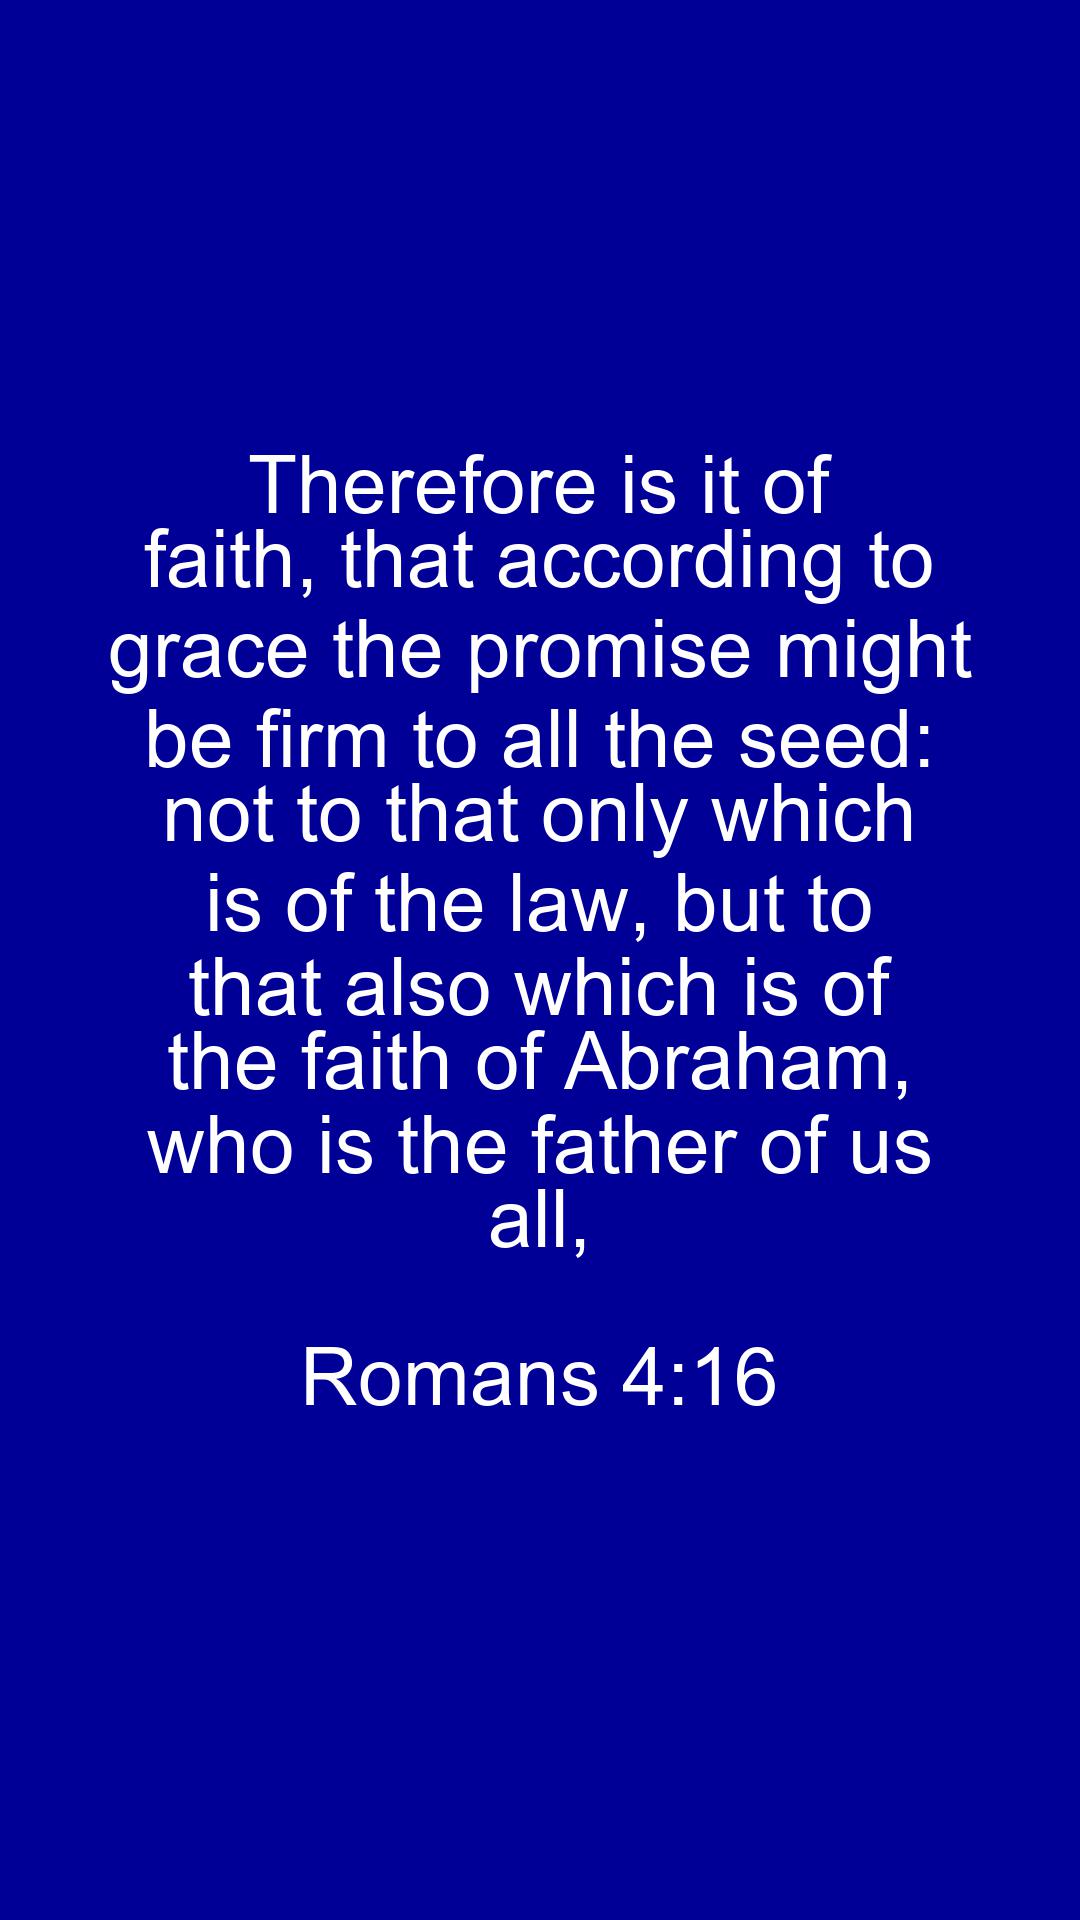 Therefore is it of
faith, that according to
grace the promise might
be firm to all the seed:
not to that only which
is of the law, but to
that also which is of
the faith of Abraham,
who is the father of us
all,
Romans 4:16